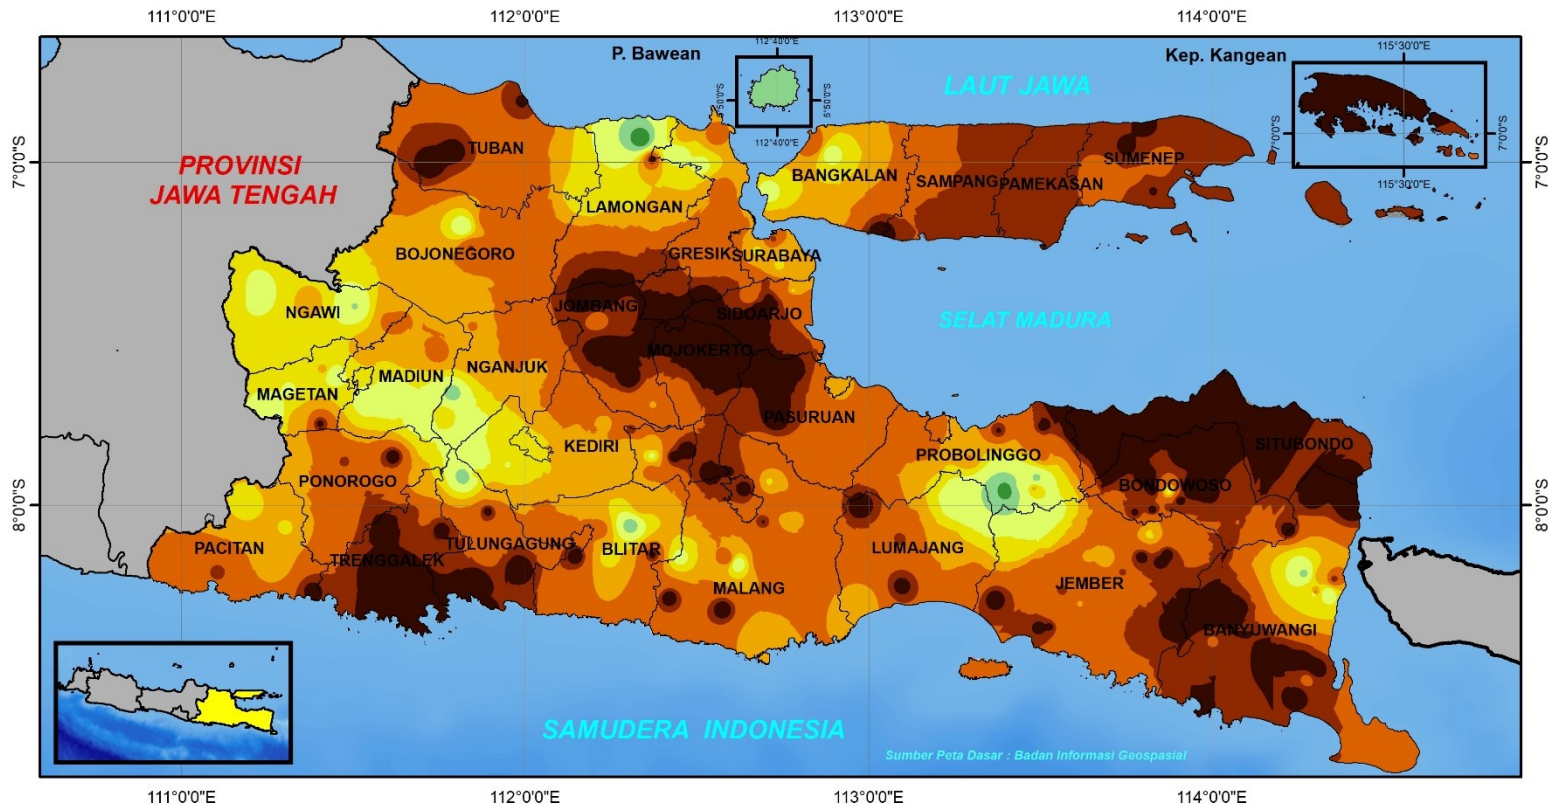 111°0'0"E
112°0'0"E
113°0'0"E
114°0'0"E
P. Bawean
112°40'0"E
5°50'0"S
5°50'0"S
112°40'0"E
LAUT JAWA
Kep. Kangean
115°30'0"E
7°0'0"S
7°0'0"S
115°30'0"E
7°0'0"S
7°0'0"S
PROVINSI
JAWA TENGAH
TUBAN
LAMONGAN
BANGKALAN
SAMPANG
PAMEKASAN
SUMENEP
BOJONEGORO
GRESIK
SURABAYA
NGAWI
JOMBANG
SIDOARJO
SELAT MADURA
MOJOKERTO
MAGETAN
MADIUN
NGANJUK
PASURUAN
KEDIRI
PROBOLINGGO
SITUBONDO
PONOROGO
BONDOWOSO
8°0'0"S
8°0'0"S
PACITAN
TRENGGALEK
TULUNGAGUNG
BLITAR
MALANG
LUMAJANG
JEMBER
BANYUWANGI
SAMUDERA INDONESIA
Sumber Peta Dasar : Badan Informasi Geospasial
111°0'0"E
112°0'0"E
113°0'0"E
114°0'0"E